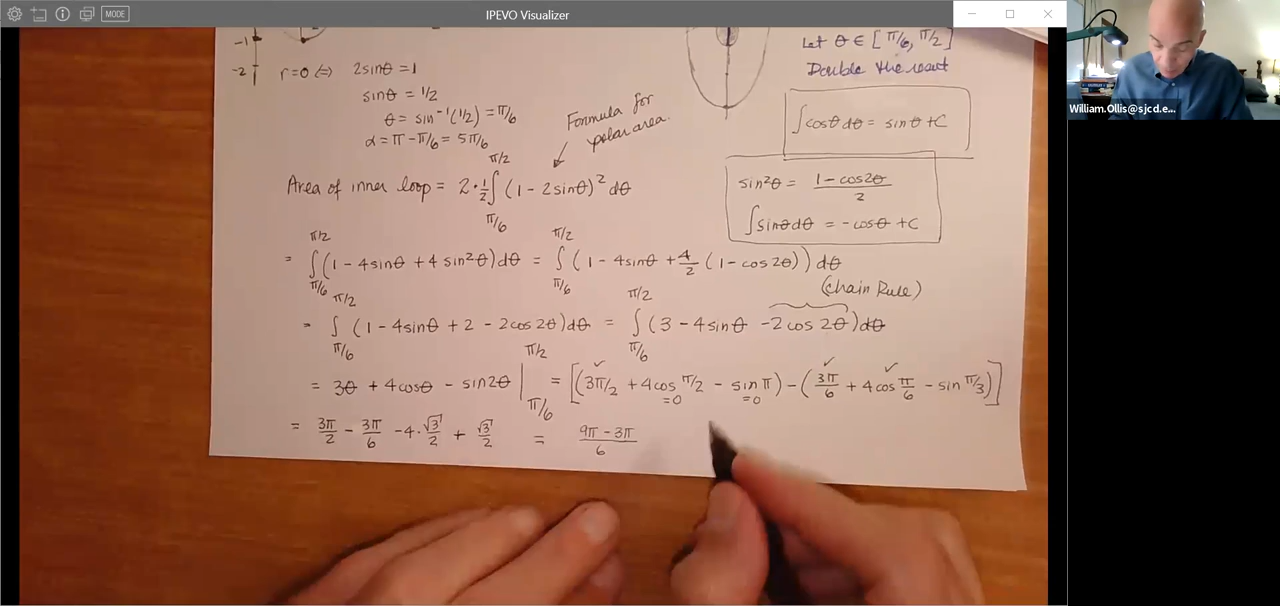 IPEVO Visualizer
MODE
-1
-2
r=0 ⇔ 2sinθ = 1
sinθ = 1/2
θ = sin⁻¹(1/2) = π/6
α = π - π/6 = 5π/6
Formula for
polar area.
Let θ ∈ [π/6, π/2]
Double the result
∫cosθ dθ = sinθ + C
sin²θ = (1 - cos2θ)/2
∫sinθdθ = -cosθ + C
Area of inner loop = 2·1/2 ∫_{π/6}^{π/2} (1 - 2sinθ)² dθ
= ∫_{π/6}^{π/2} (1 - 4sinθ + 4sin²θ)dθ = ∫_{π/6}^{π/2} (1 - 4sinθ + 4/2 (1 - cos2θ)) dθ
(Chain Rule)
= ∫_{π/6}^{π/2} (1 - 4sinθ + 2 - 2cos2θ)dθ = ∫_{π/6}^{π/2} (3 - 4sinθ - 2cos2θ)dθ
= 3θ + 4cosθ - sin2θ |_{π/6}^{π/2} = [(3π/2 + 4cos π/2 - sinπ) - (3π/6 + 4cos π/6 - sin π/3)]
=0 =0
= 3π/2 - 3π/6 - 4·√3/2 + √3/2 = (9π - 3π)/6
William.Ollis@sjcd.e...